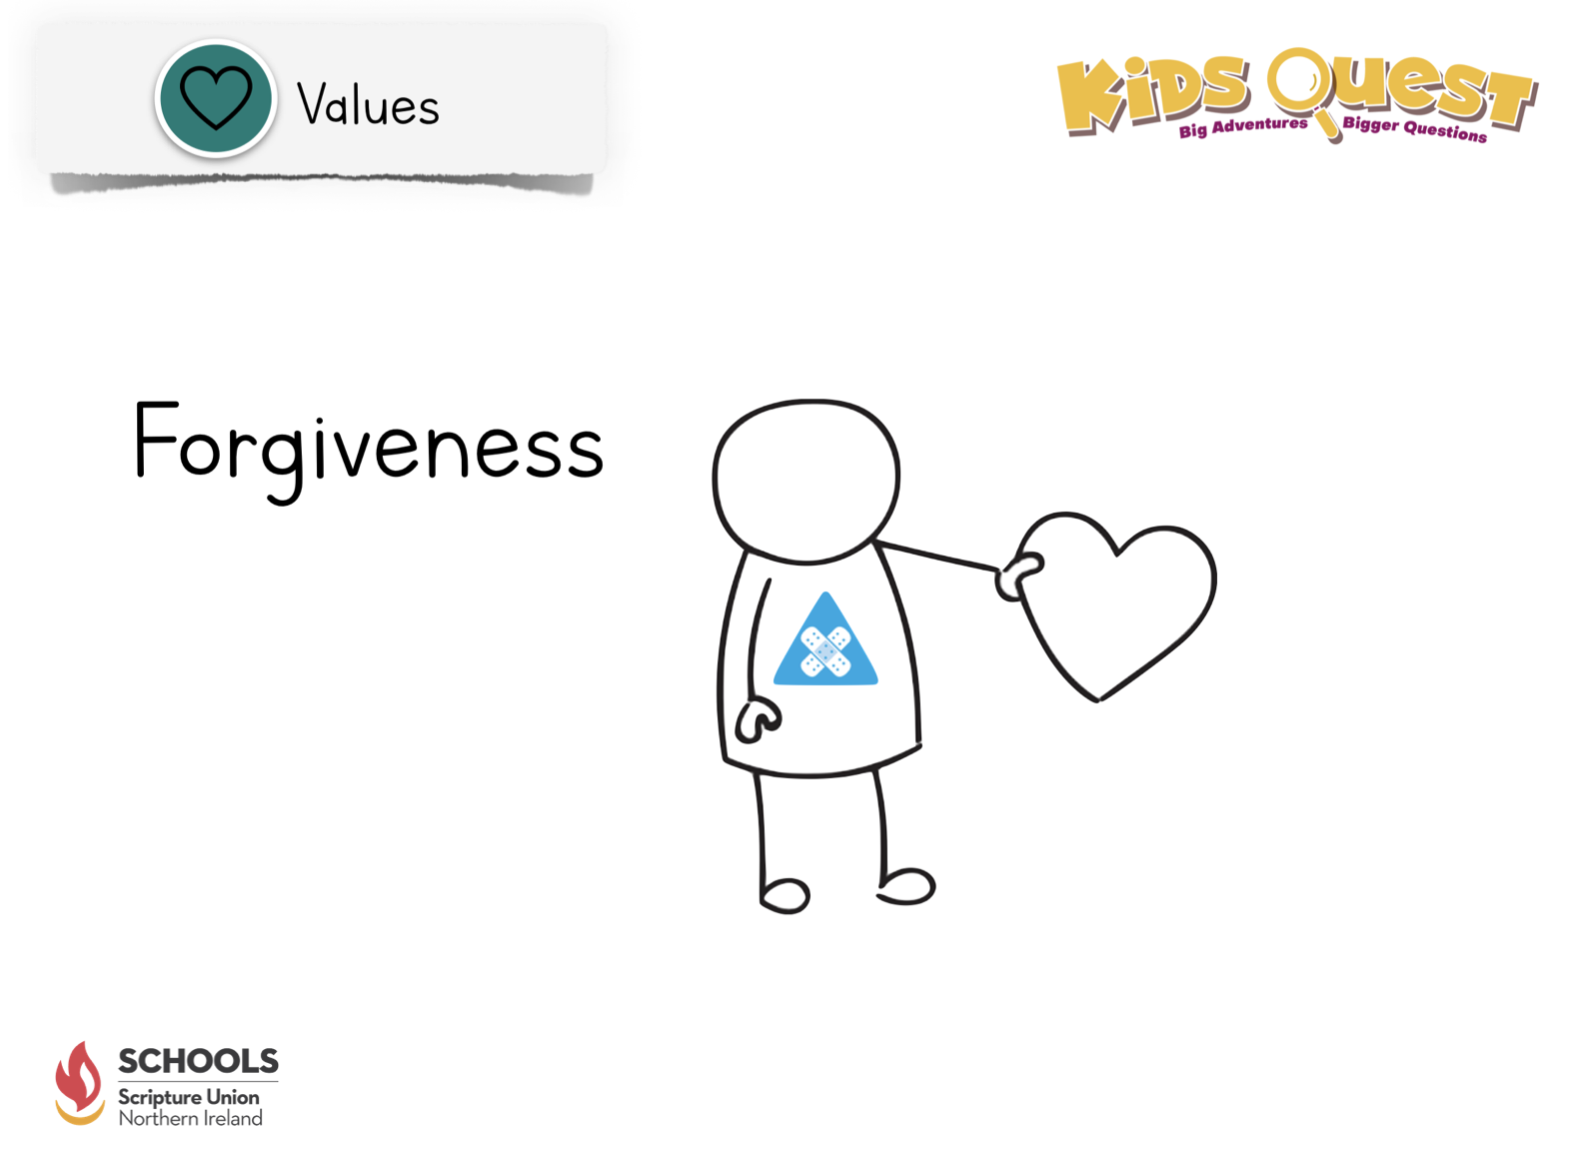 Values
KiDS QUEST
Big Adventures Bigger Questions
Forgiveness
SCHOOLS
Scripture Union
Northern Ireland